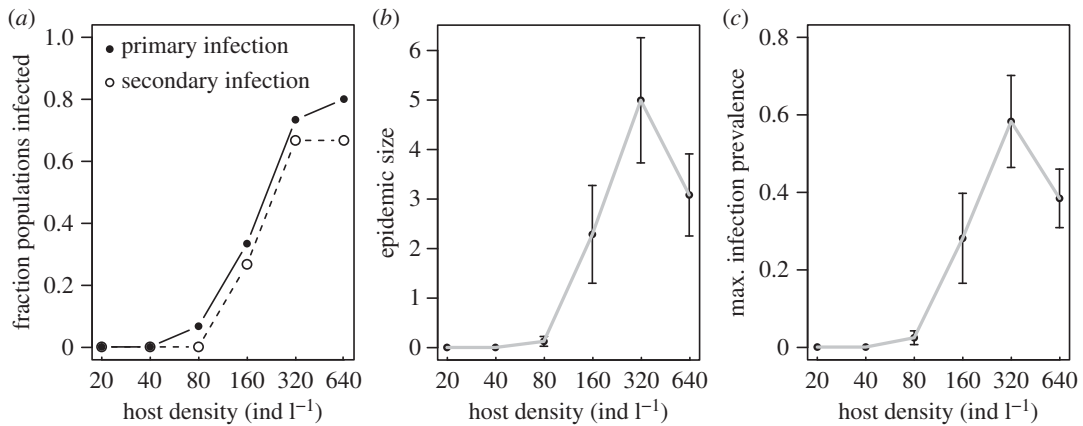 (a)
1.0
0.8
0.6
0.4
0.2
0
fraction populations infected
primary infection
secondary infection
20 40 80 160 320 640
host density (ind l⁻¹)
(b)
6
5
4
3
2
1
0
epidemic size
20 40 80 160 320 640
host density (ind l⁻¹)
(c)
0.8
0.6
0.4
0.2
0
max. infection prevalence
20 40 80 160 320 640
host density (ind l⁻¹)